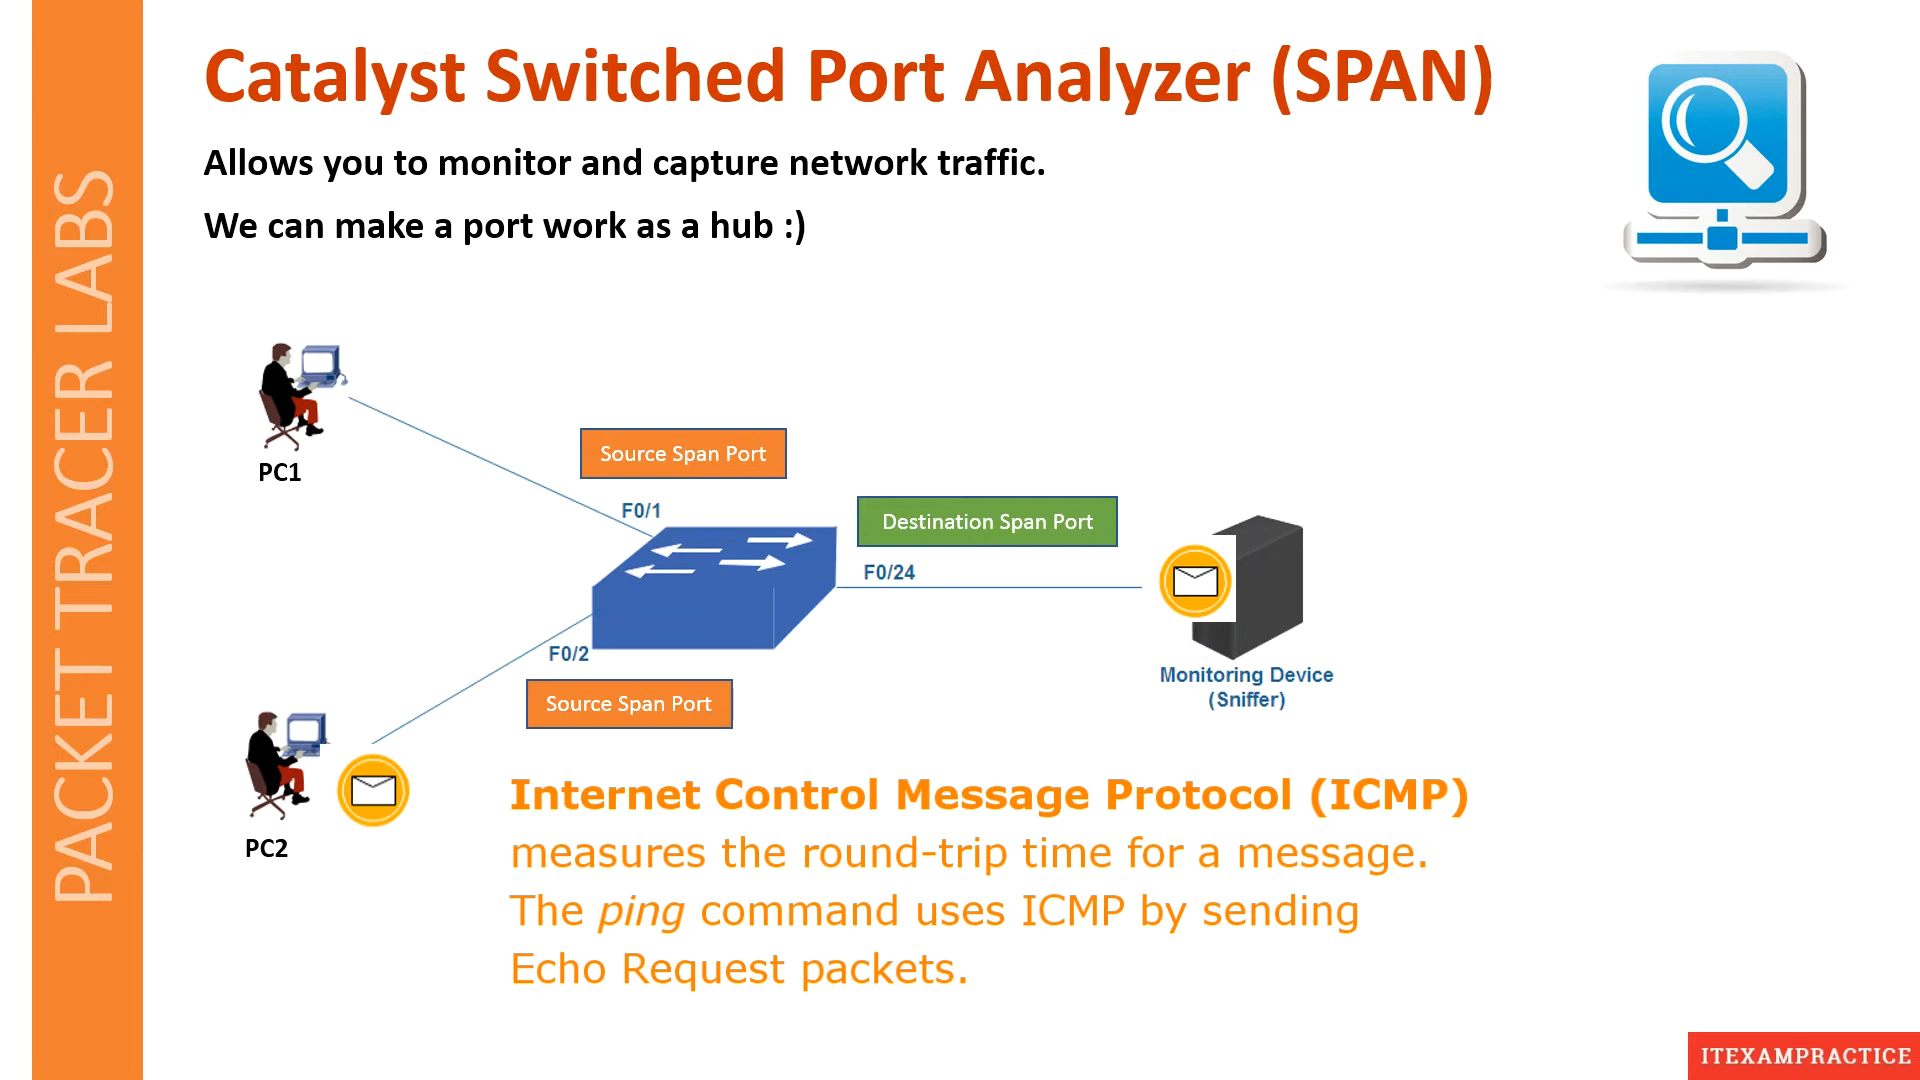 PACKET TRACER LABS
Catalyst Switched Port Analyzer (SPAN)
Allows you to monitor and capture network traffic.
We can make a port work as a hub :)
PC1
Source Span Port
F0/1
Destination Span Port
F0/24
F0/2
Source Span Port
Monitoring Device
(Sniffer)
PC2
Internet Control Message Protocol (ICMP)
measures the round-trip time for a message.
The ping command uses ICMP by sending
Echo Request packets.
ITEXAMPRACTICE